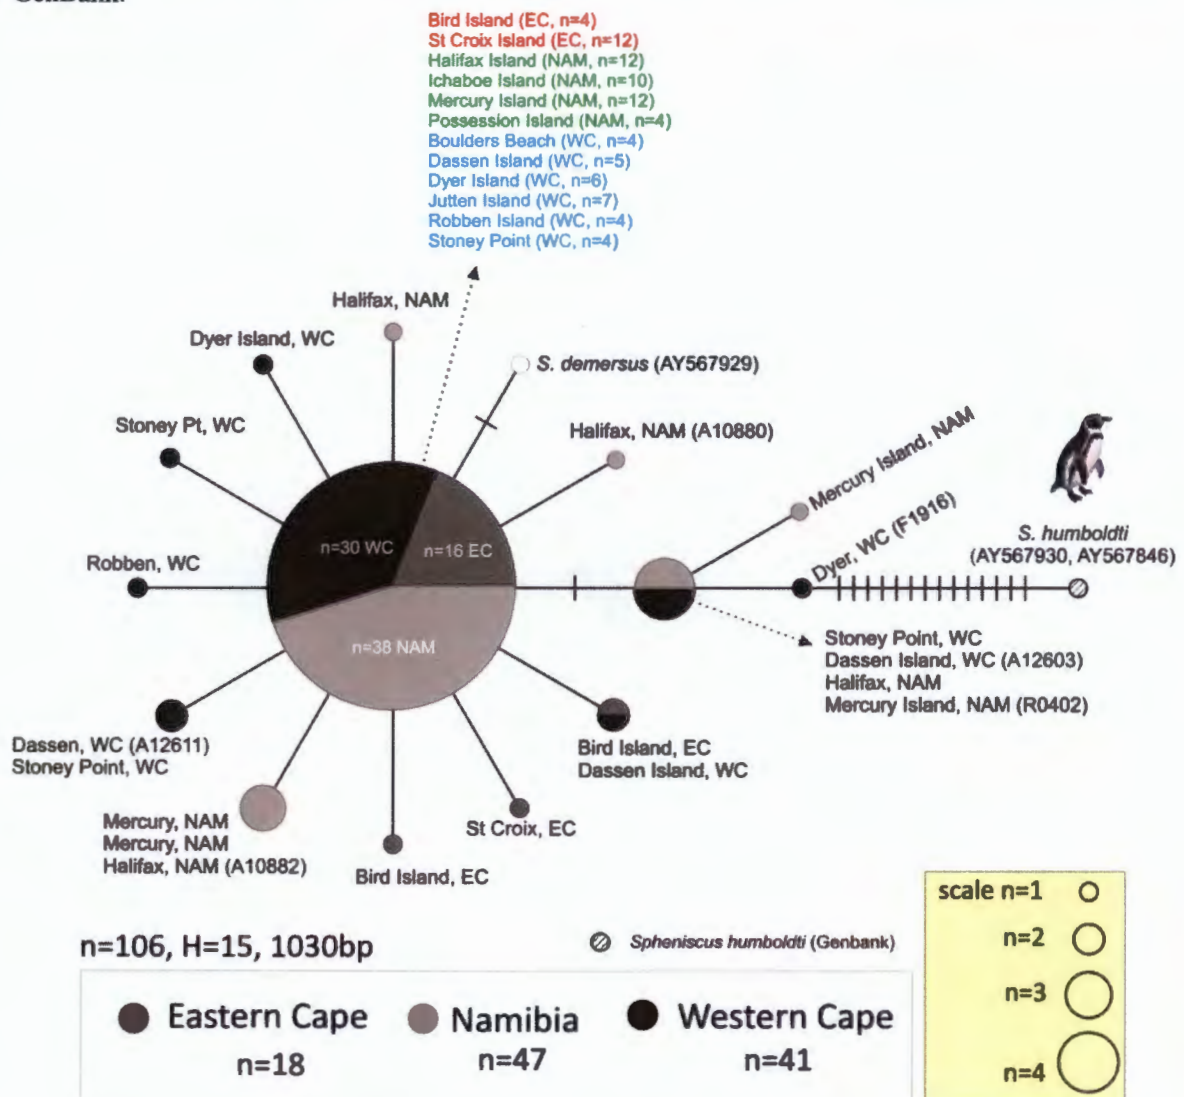 GenBank.
Bird Island (EC, n=4)
St Croix Island (EC, n=12)
Halifax Island (NAM, n=12)
Ichaboe Island (NAM, n=10)
Mercury Island (NAM, n=12)
Possession Island (NAM, n=4)
Boulders Beach (WC, n=4)
Dassen Island (WC, n=5)
Dyer Island (WC, n=6)
Jutten Island (WC, n=7)
Robben Island (WC, n=4)
Stoney Point (WC, n=4)
Halifax, NAM
Dyer Island, WC
S. demersus (AY567929)
Stoney Pt, WC
Halifax, NAM (A10880)
Mercury Island, NAM
n=30 WC
n=16 EC
Dyer, WC (F1916)
S. humboldti
(AY567930, AY567846)
Robben, WC
n=38 NAM
Stoney Point, WC
Dassen Island, WC (A12603)
Halifax, NAM
Mercury Island, NAM (R0402)
Dassen, WC (A12611)
Stoney Point, WC
Bird Island, EC
Dassen Island, WC
Mercury, NAM
Mercury, NAM
Halifax, NAM (A10882)
St Croix, EC
Bird Island, EC
scale n=1
n=2
n=3
n=4
n=106, H=15, 1030bp
Spheniscus humboldti (Genbank)
Eastern Cape
n=18
Namibia
n=47
Western Cape
n=41